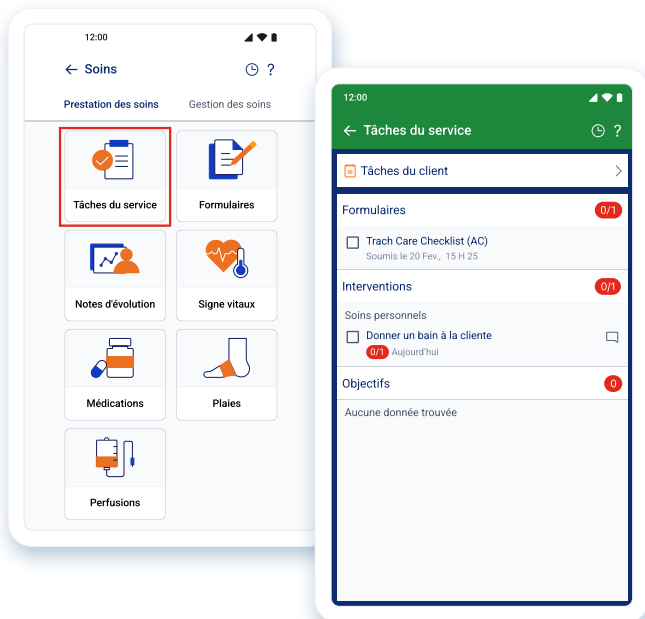 12:00
← Soins
?
Prestation des soins
Gestion des soins
Tâches du service
Formulaires
Notes d'évolution
Signe vitaux
Médications
Plaies
Perfusions
12:00
← Tâches du service
?
Tâches du client
Formulaires
0/1
Trach Care Checklist (AC)
Soumis le 20 Fev., 15 H 25
Interventions
0/1
Soins personnels
Donner un bain à la cliente
0/1 Aujourd'hui
Objectifs
0
Aucune donnée trouvée